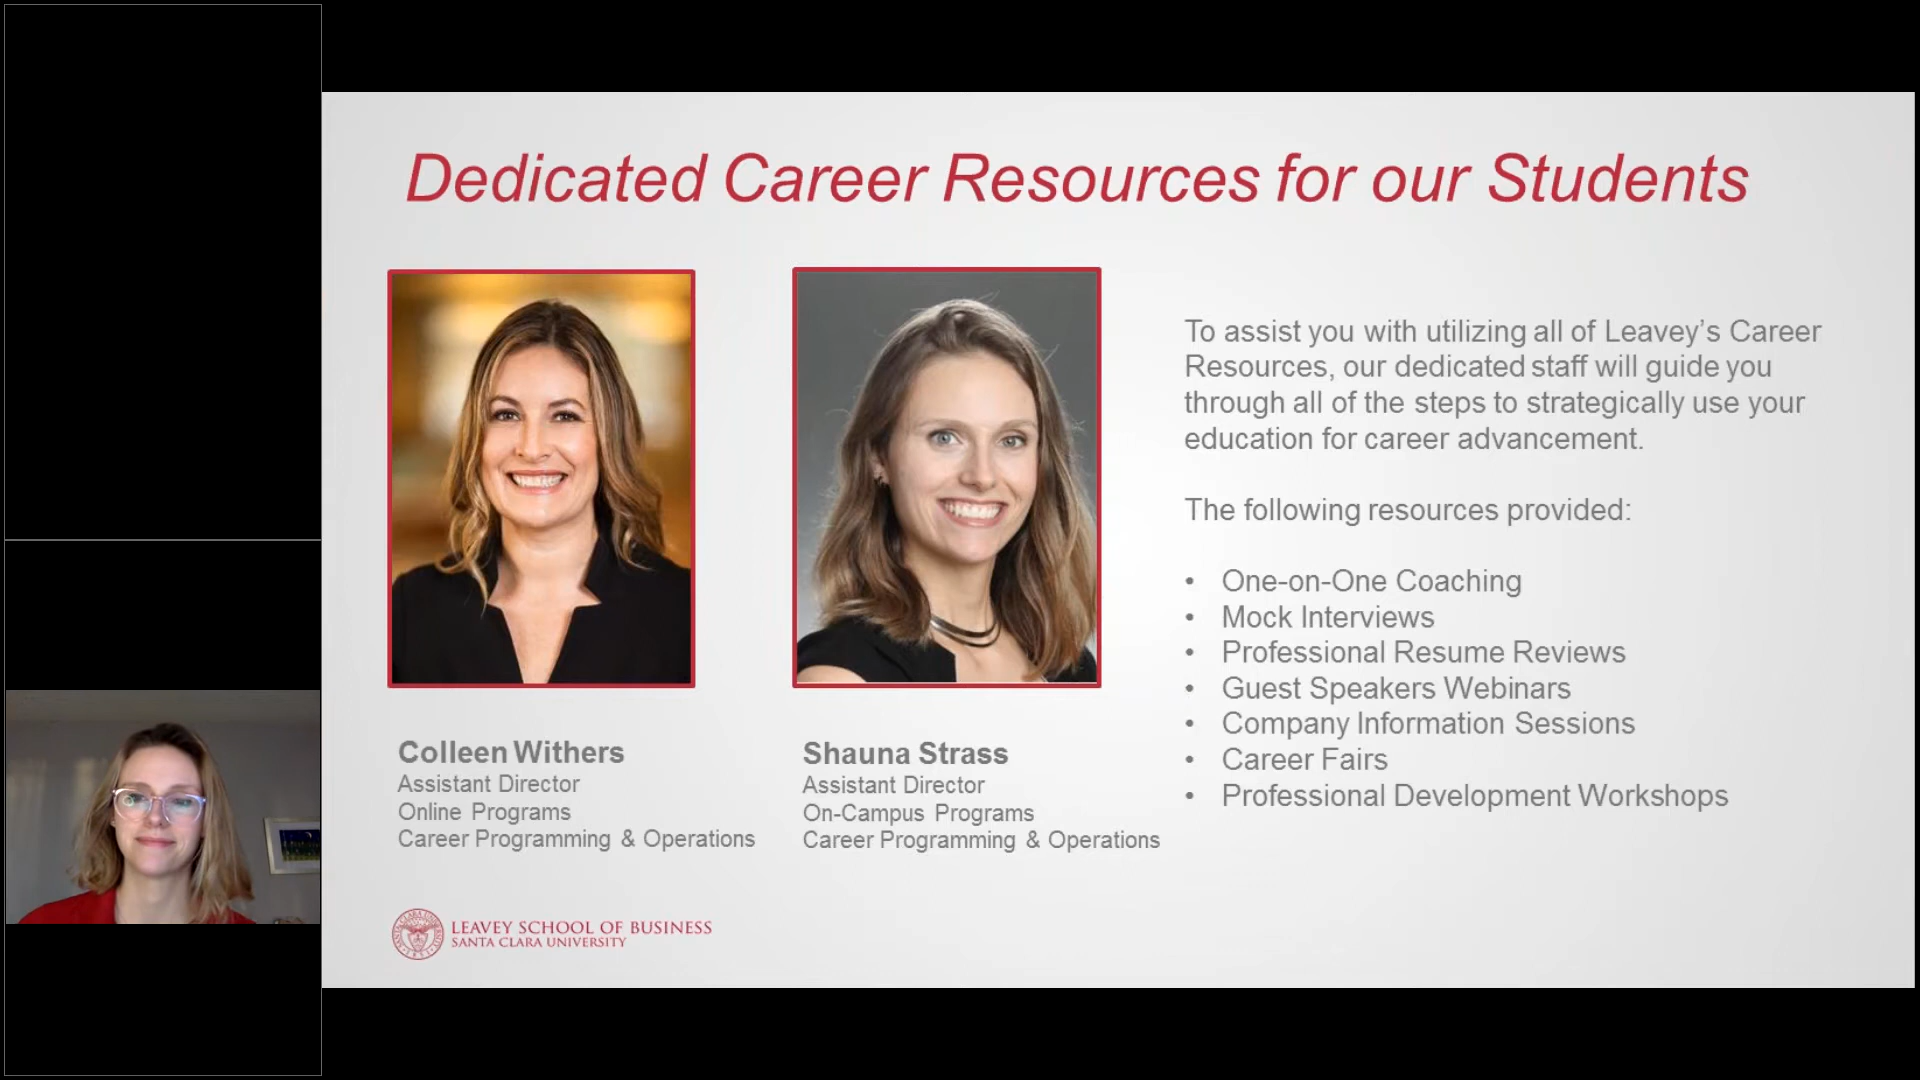 Dedicated Career Resources for our Students
To assist you with utilizing all of Leavey’s Career
Resources, our dedicated staff will guide you
through all of the steps to strategically use your
education for career advancement.
The following resources provided:
• One-on-One Coaching
• Mock Interviews
• Professional Resume Reviews
• Guest Speakers Webinars
• Company Information Sessions
• Career Fairs
• Professional Development Workshops
Colleen Withers
Assistant Director
Online Programs
Career Programming & Operations
Shauna Strass
Assistant Director
On-Campus Programs
Career Programming & Operations
LEAVEY SCHOOL OF BUSINESS
SANTA CLARA UNIVERSITY